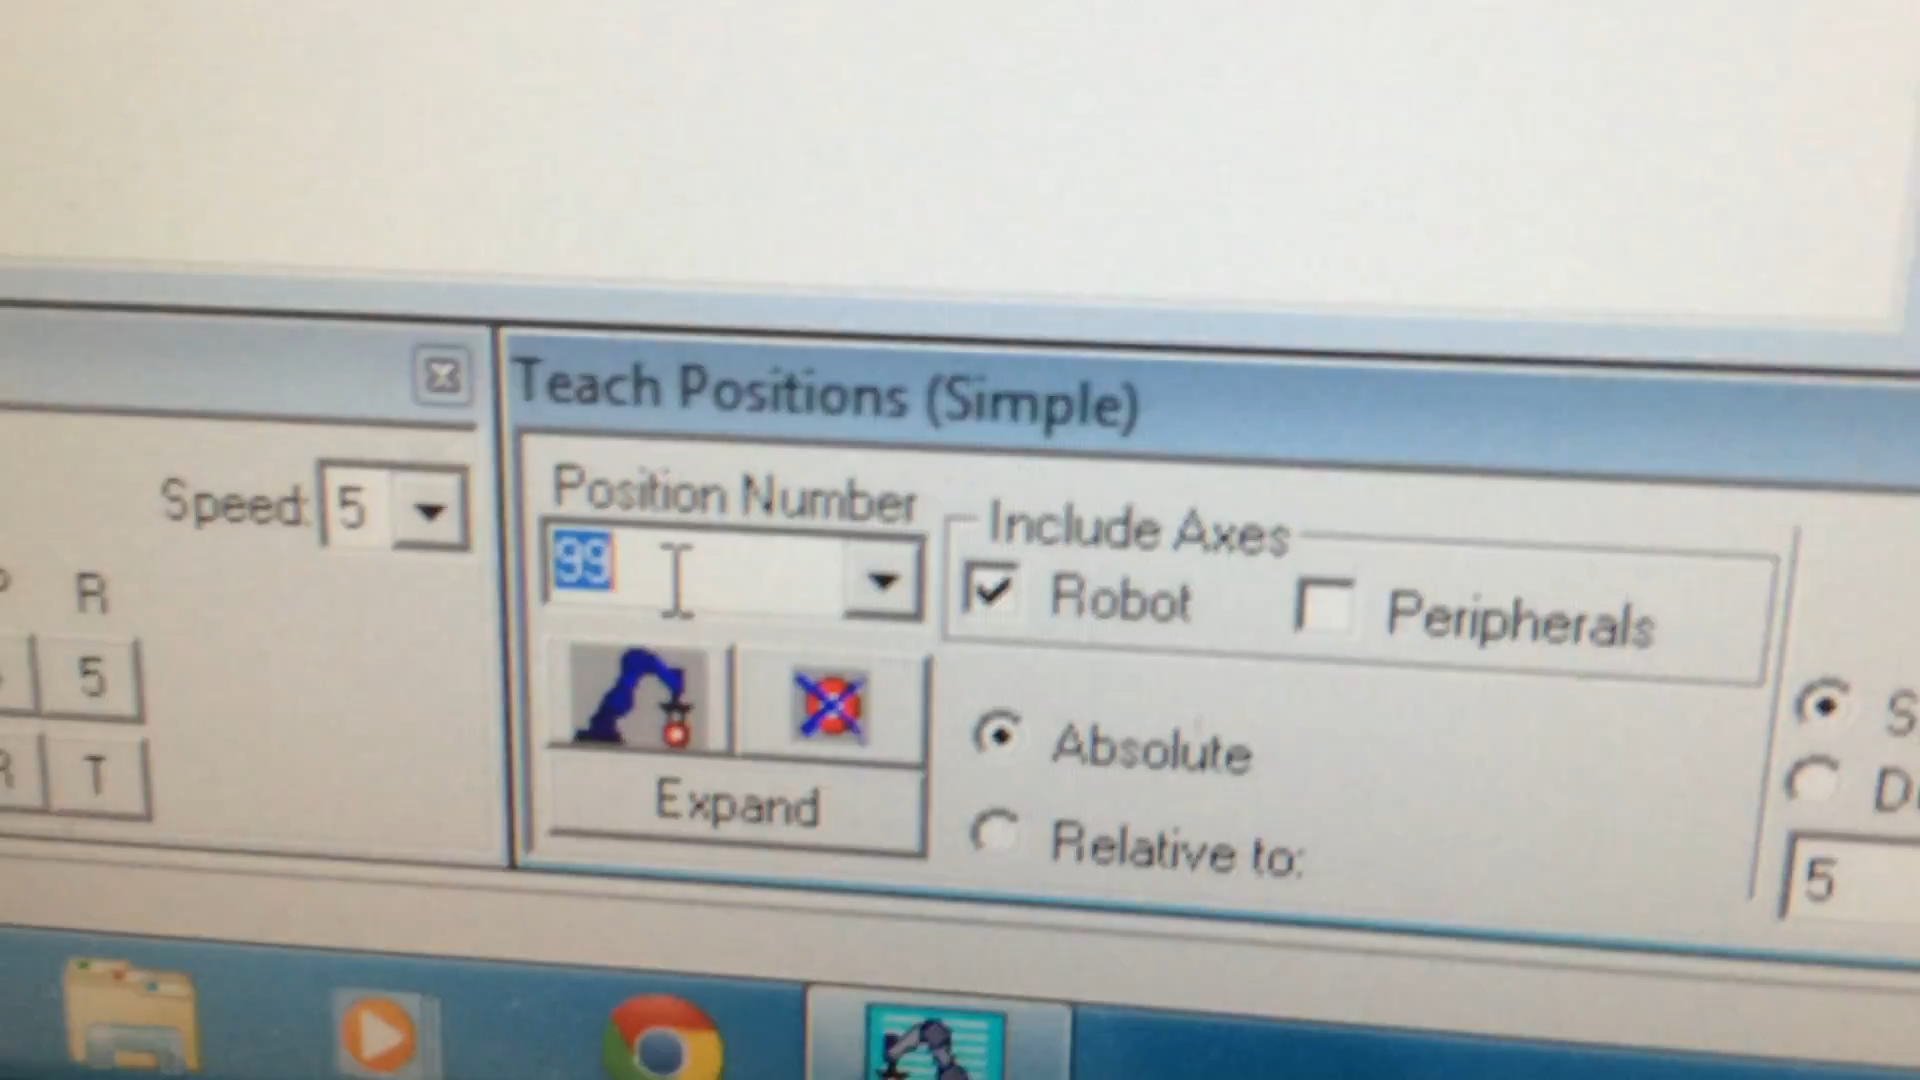 Teach Positions (Simple)
Speed: 5
R
5
T
Position Number
99
Expand
Include Axes
Robot
Peripherals
Absolute
Relative to:
5